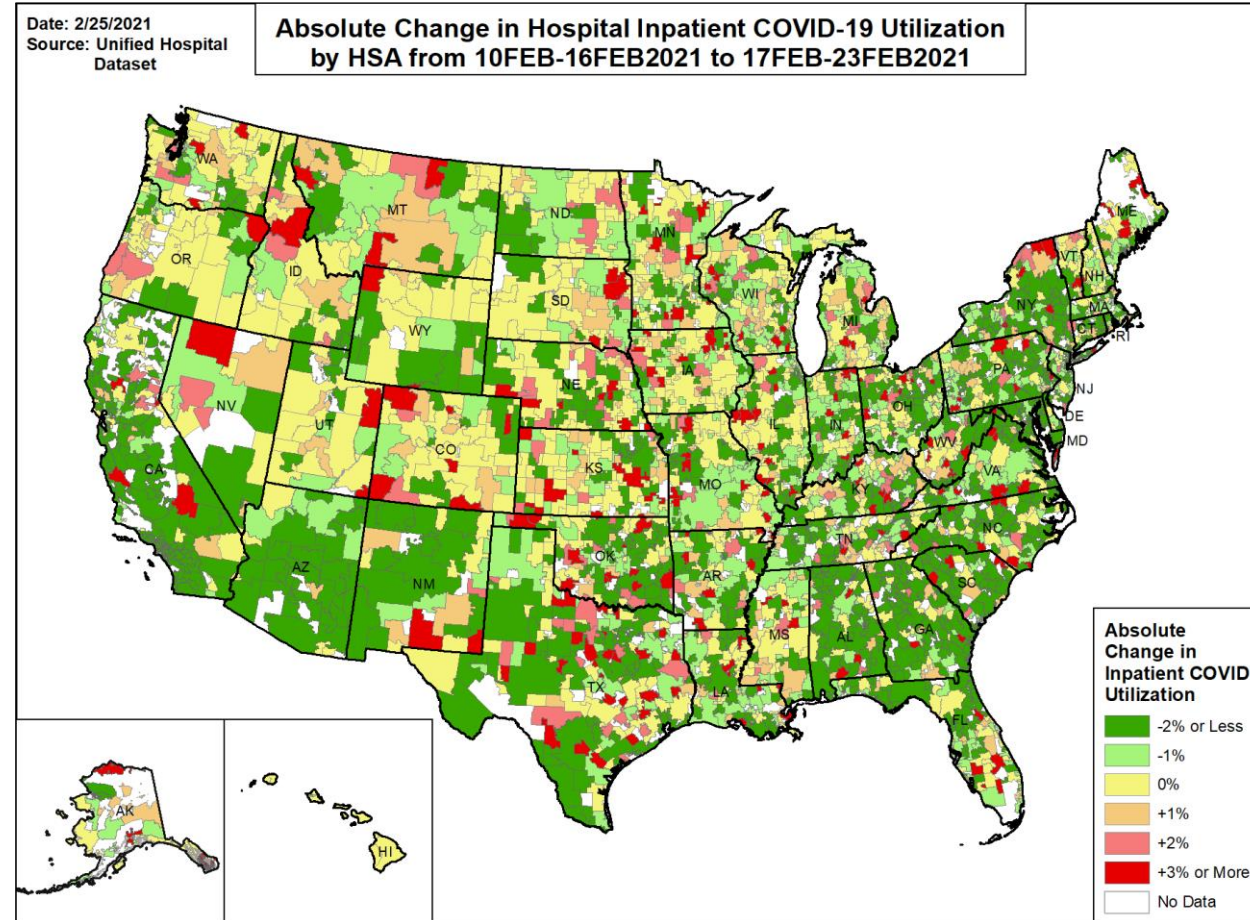 Date: 2/25/2021
Source: Unified Hospital
Dataset
Absolute Change in Hospital Inpatient COVID-19 Utilization
by HSA from 10FEB-16FEB2021 to 17FEB-23FEB2021
WA
MT
ND
MN
ME
OR
ID
SD
WI
VT
NH
NY
MA
WY
MI
CT
RI
IA
PA
NE
NJ
NV
UT
IL
IN
OH
DE
MD
CO
WV
CA
KS
MO
VA
KY
NC
TN
AZ
NM
OK
AR
SC
MS
AL
GA
TX
LA
FL
AK
HI
Absolute
Change in
Inpatient COVID
Utilization
-2% or Less
-1%
0%
+1%
+2%
+3% or More
No Data